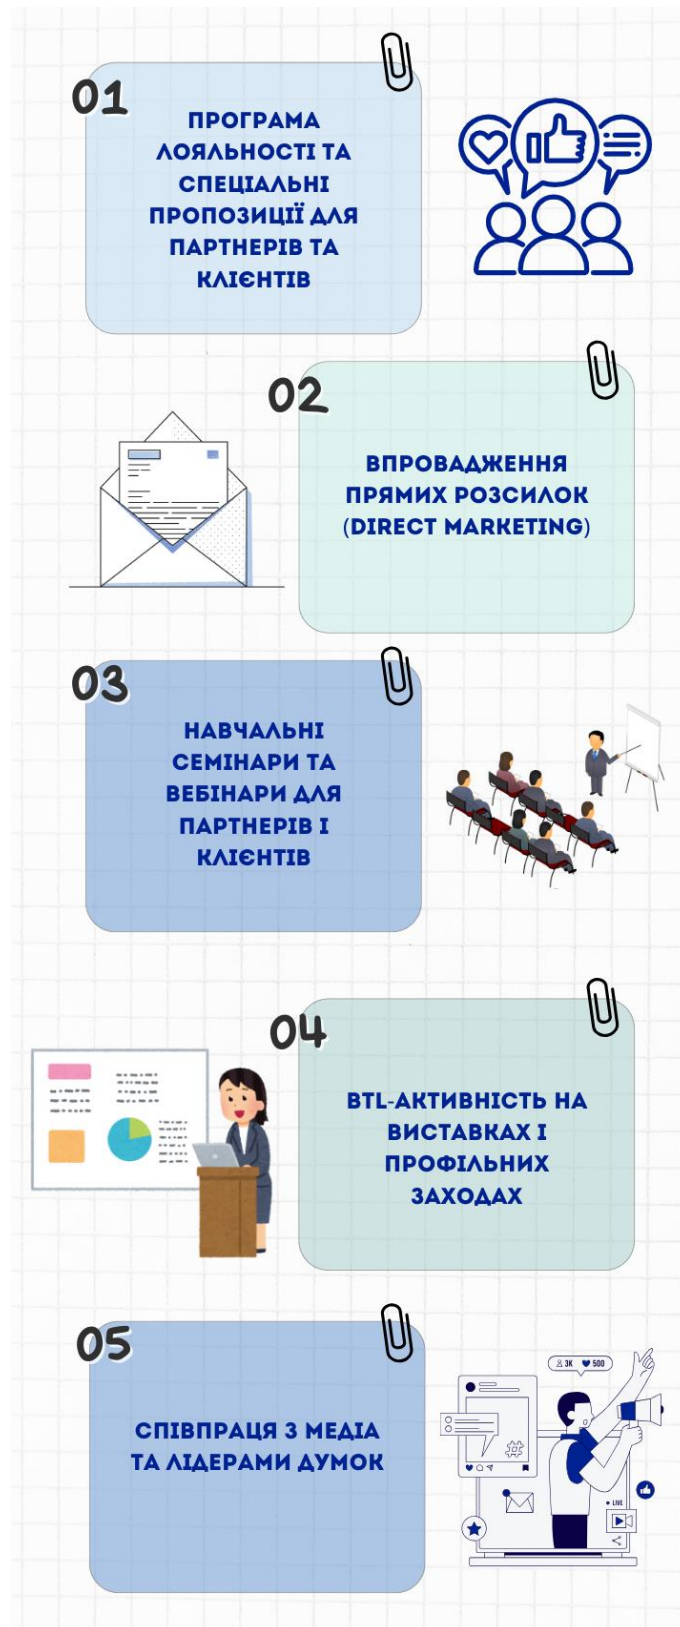 01
ПРОГРАМА
ЛОЯЛЬНОСТІ ТА
СПЕЦІАЛЬНІ
ПРОПОЗИЦІЇ ДЛЯ
ПАРТНЕРІВ ТА
КЛІЄНТІВ
02
ВПРОВАДЖЕННЯ
ПРЯМИХ РОЗСИЛОК
(DIRECT MARKETING)
03
НАВЧАЛЬНІ
СЕМІНАРИ ТА
ВЕБІНАРИ ДЛЯ
ПАРТНЕРІВ І
КЛІЄНТІВ
04
BTL-АКТИВНІСТЬ НА
ВИСТАВКАХ І
ПРОФІЛЬНИХ
ЗАХОДАХ
05
СПІВПРАЦЯ З МЕДІА
ТА ЛІДЕРАМИ ДУМОК
3K 500
#
LIVE